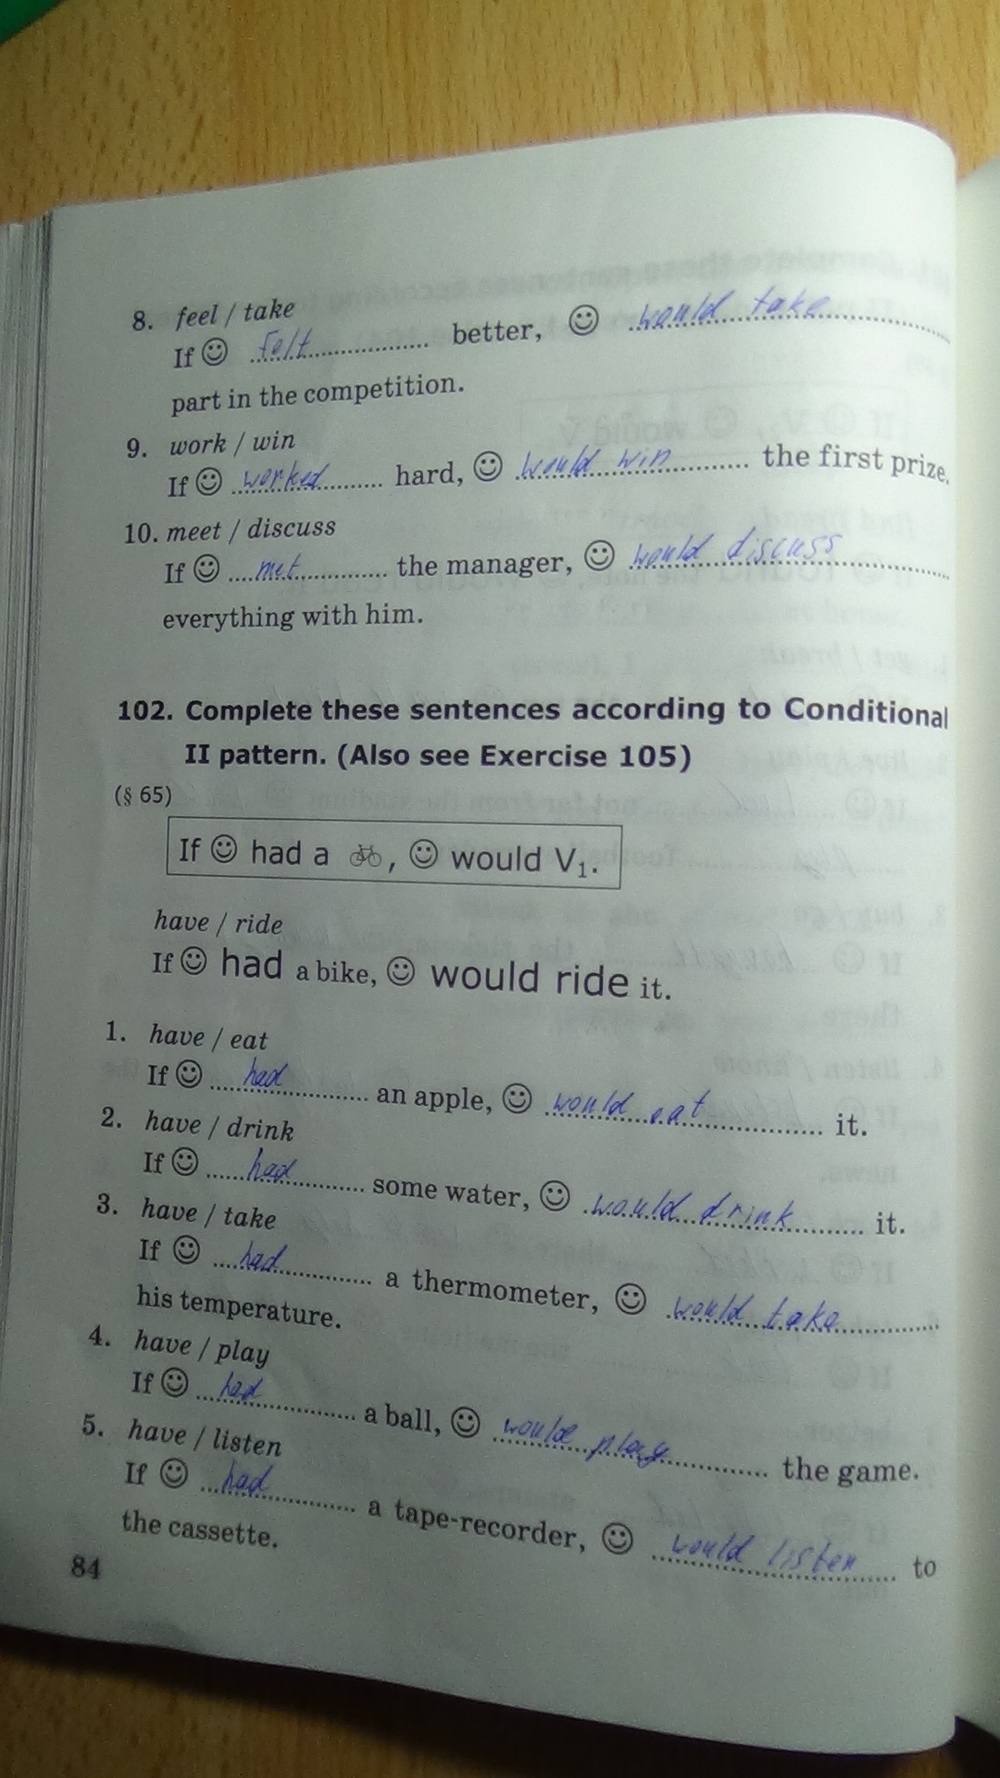 8. feel / take
If ☺ felt better, ☺ would take
part in the competition.
9. work / win
If ☺ worked hard, ☺ would win the first prize.
10. meet / discuss
If ☺ met the manager, ☺ would discuss
everything with him.
102. Complete these sentences according to Conditional
II pattern. (Also see Exercise 105)
(§ 65)
If ☺ had a 🚲, ☺ would V₁.
have / ride
If ☺ had a bike, ☺ would ride it.
1. have / eat
If ☺ had an apple, ☺ would eat it.
2. have / drink
If ☺ had some water, ☺ would drink it.
3. have / take
If ☺ had a thermometer, ☺ would take
his temperature.
4. have / play
If ☺ had a ball, ☺ would play the game.
5. have / listen
If ☺ had a tape-recorder, ☺ would listen to
the cassette.
84